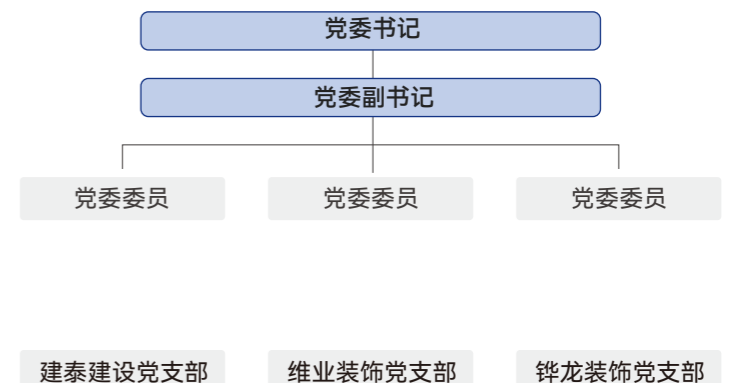 党委书记
党委副书记
党委委员 党委委员 党委委员
建泰建设党支部 维业装饰党支部 铧龙装饰党支部